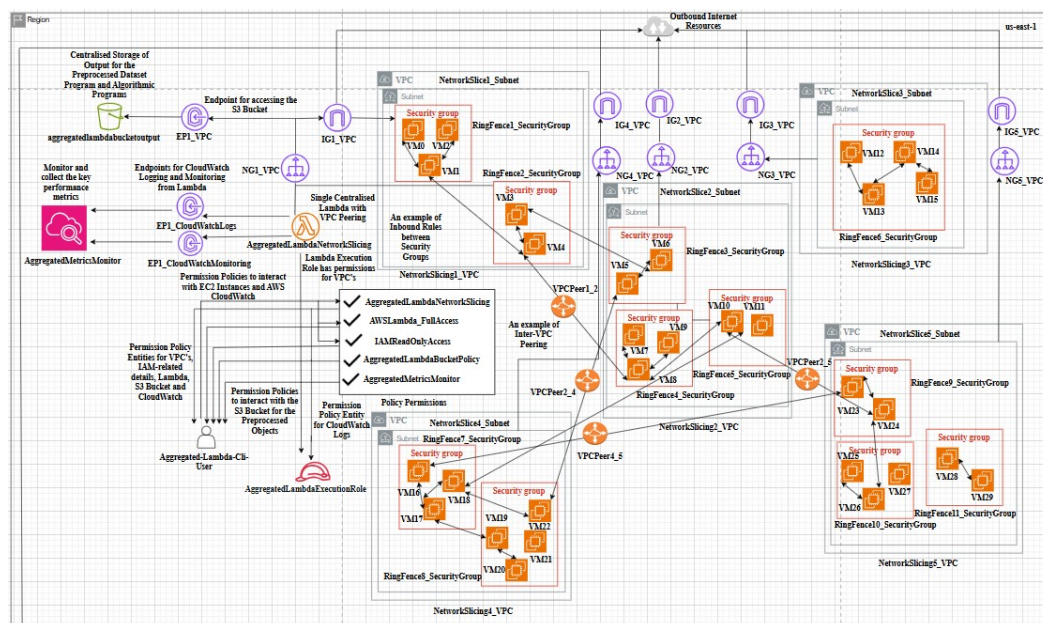 Region
Outbound Internet
Resources
us-east-1
Centralised Storage of
Output for the
Preprocessed Dataset
Program and Algorithmic
Programs
aggregatedlambdabucketoutput
Endpoint for accessing the
S3 Bucket
EP1_VPC
IG1_VPC
NG1_VPC
VPC
NetworkSlice1_Subnet
Subnet
Security group
RingFence1_SecurityGroup
VM0
VM2
VM1
RingFence2_SecurityGroup
Security group
VM3
VM4
An example of
Inbound Rules
between
Security
Groups
NetworkSlicing1_VPC
IG4_VPC
IG2_VPC
IG3_VPC
NG4_VPC
NG2_VPC
NG3_VPC
VPC
NetworkSlice3_Subnet
Subnet
Security group
VM12
VM14
VM13
VM15
RingFence6_SecurityGroup
NetworkSlicing3_VPC
IG5_VPC
NG5_VPC
Monitor and
collect the key
performance
metrics
AggregatedMetricsMonitor
Endpoints for CloudWatch
Logging and Monitoring
from Lambda
EP1_CloudWatchLogs
EP1_CloudWatchMonitoring
Single Centralised
Lambda with
VPC Peering
AggregatedLambdaNetworkSlicing
Lambda Execution
Role has permissions
for VPC's
Permission Policies to interact
with EC2 Instances and AWS
CloudWatch
AggregatedLambdaNetworkSlicing
AWSLambda_FullAccess
IAMReadOnlyAccess
AggregatedLambdaBucketPolicy
AggregatedMetricsMonitor
Policy Permissions
Permission Policy
Entities for VPC's,
IAM-related
details, Lambda,
S3 Bucket and
CloudWatch
Permission Policies
to interact with
the S3 Bucket for the
Preprocessed
Objects
Permission
Policy Entity
for CloudWatch
Logs
Aggregated-Lambda-Cli-
User
AggregatedLambdaExecutionRole
VPC
NetworkSlice2_Subnet
Subnet
Security group
VM6
VM5
RingFence3_SecurityGroup
VPCPeer1_2
An example of
Inter-VPC
Peering
Security group
VM9
VM7
VM8
RingFence4_SecurityGroup
Security group
VM10
VM11
RingFence5_SecurityGroup
NetworkSlicing2_VPC
VPCPeer2_4
VPCPeer2_5
VPCPeer4_5
VPC
NetworkSlice4_Subnet
Subnet
RingFence7_SecurityGroup
Security group
VM16
VM18
VM17
Security group
VM19
VM22
VM21
VM20
RingFence8_SecurityGroup
NetworkSlicing4_VPC
VPC
NetworkSlice5_Subnet
Subnet
Security group
RingFence9_SecurityGroup
VM23
VM24
Security group
VM25
VM27
VM26
RingFence10_SecurityGroup
Security group
VM28
VM29
RingFence11_SecurityGroup
NetworkSlicing5_VPC